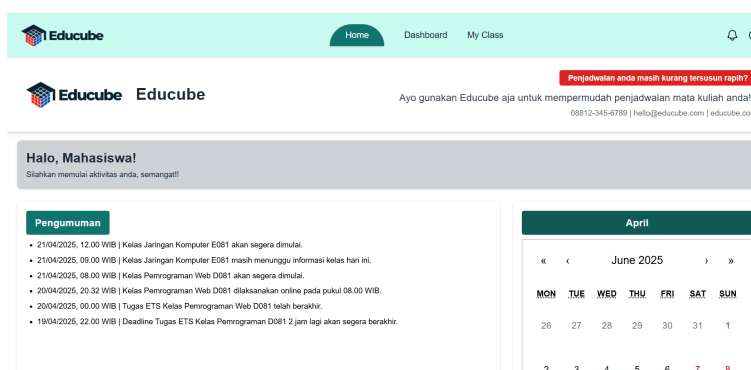 Educube
Home Dashboard My Class
Educube Educube
Penjadwalan anda masih kurang tersusun rapih?
Ayo gunakan Educube aja untuk mempermudah penjadwalan mata kuliah anda!
08812-345-6789 | hello@educube.com | educube.co
Halo, Mahasiswa!
Silahkan memulai aktivitas anda, semangat!!
Pengumuman
• 21/04/2025, 12.00 WIB | Kelas Jaringan Komputer E081 akan segera dimulai.
• 21/04/2025, 09.00 WIB | Kelas Jaringan Komputer E081 masih menunggu informasi kelas hari ini.
• 21/04/2025, 08.00 WIB | Kelas Pemrograman Web D081 akan segera dimulai.
• 20/04/2025, 20.32 WIB | Kelas Pemrograman Web D081 dilaksanakan online pada pukul 08.00 WIB.
• 20/04/2025, 00.00 WIB | Tugas ETS Kelas Pemrograman Web D081 telah berakhir.
• 19/04/2025, 22.00 WIB | Deadline Tugas ETS Kelas Pemrograman D081 2 jam lagi akan segera berakhir.
April
« ‹ June 2025 › »
MON TUE WED THU FRI SAT SUN
26 27 28 29 30 31 1
2 3 4 5 6 7 8